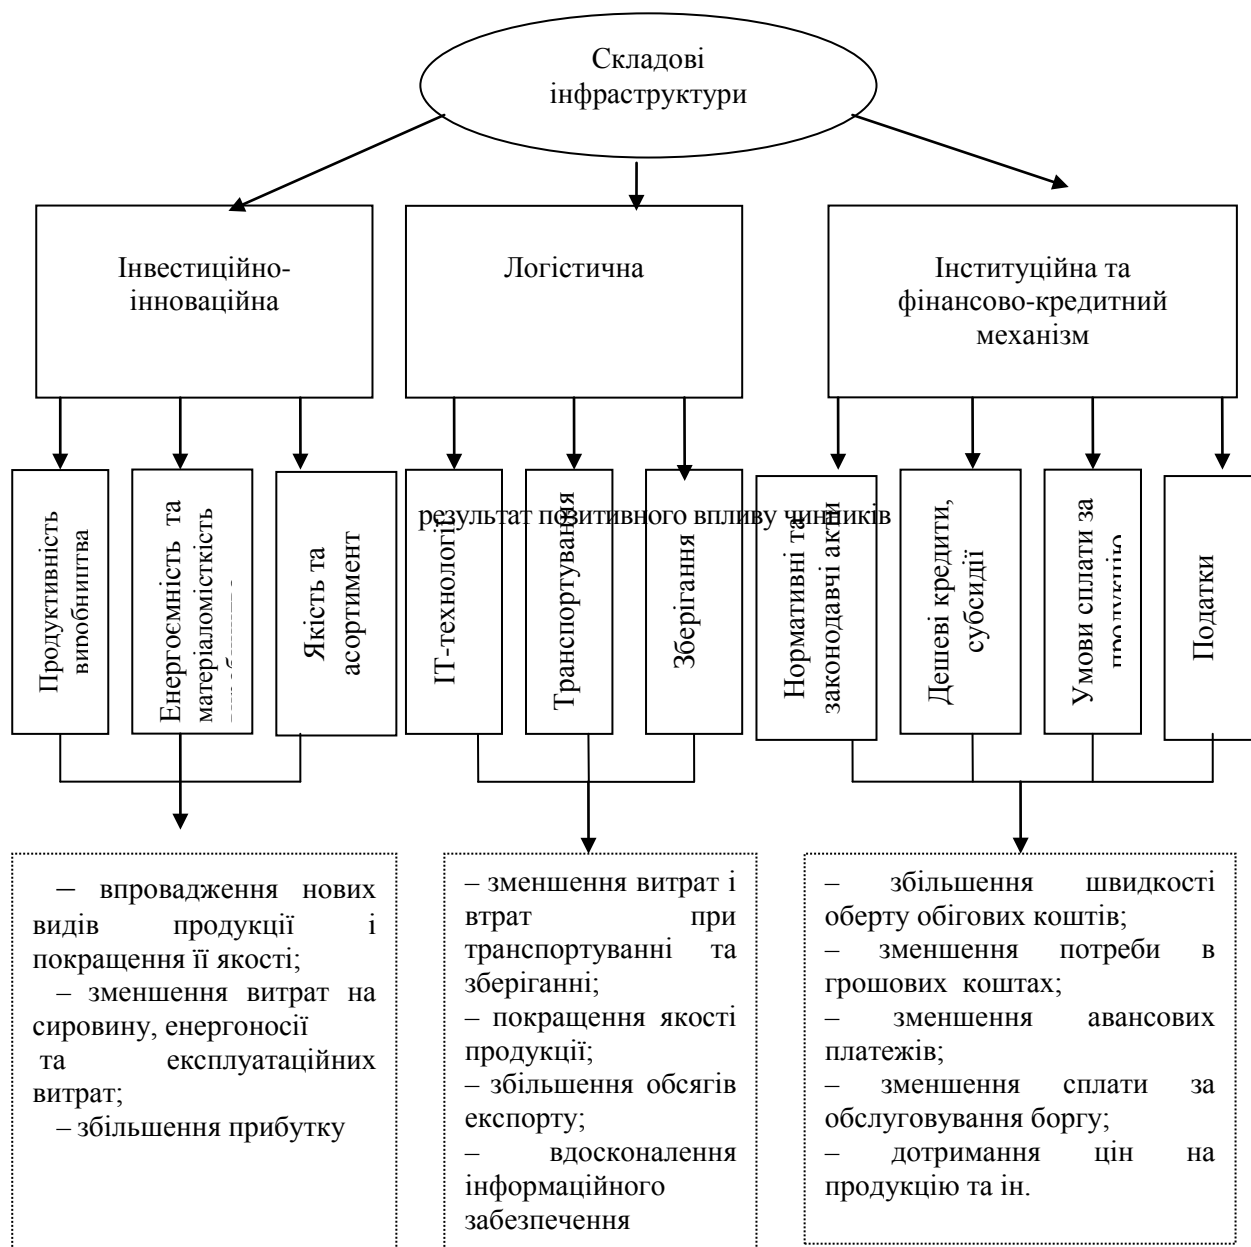 Складові
інфраструктури
Інвестиційно-
інноваційна
Логістична
Інституційна та
фінансово-кредитний
механізм
Продуктивність
виробництва
Енергоємність та
матеріаломісткість
Якість та
асортимент
ІТ-технології
Транспортування
Зберігання
результат позитивного впливу чинників
Нормативні та
законодавчі акти
Дешеві кредити,
субсидії
Умови сплати за
продукцію
Податки
– впровадження нових
видів продукції і
покращення її якості;
– зменшення витрат на
сировину, енергоносії
та експлуатаційних
витрат;
– збільшення прибутку
– зменшення витрат і
втрат при
транспортуванні та
зберіганні;
– покращення якості
продукції;
– збільшення обсягів
експорту;
– вдосконалення
інформаційного
забезпечення
– збільшення швидкості
оберту обігових коштів;
– зменшення потреби в
грошових коштах;
– зменшення авансових
платежів;
– зменшення сплати за
обслуговування боргу;
– дотримання цін на
продукцію та ін.